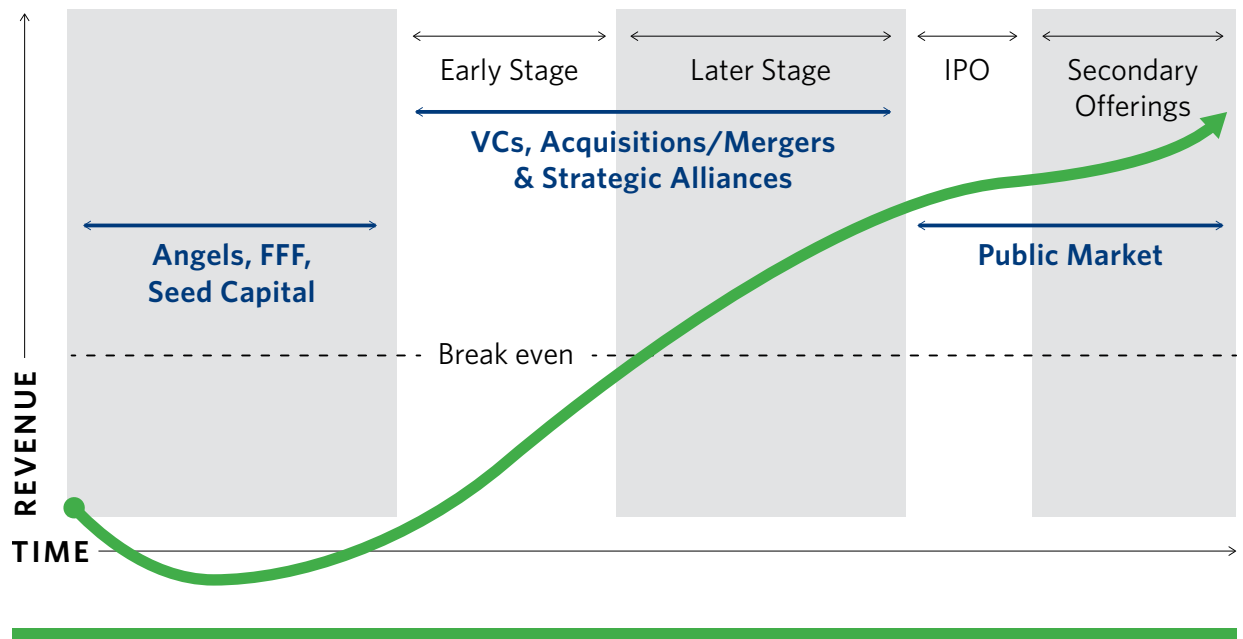 Early Stage
Later Stage
IPO
Secondary
Offerings
VCs, Acquisitions/Mergers
& Strategic Alliances
Angels, FFF,
Seed Capital
Public Market
Break even
REVENUE
TIME